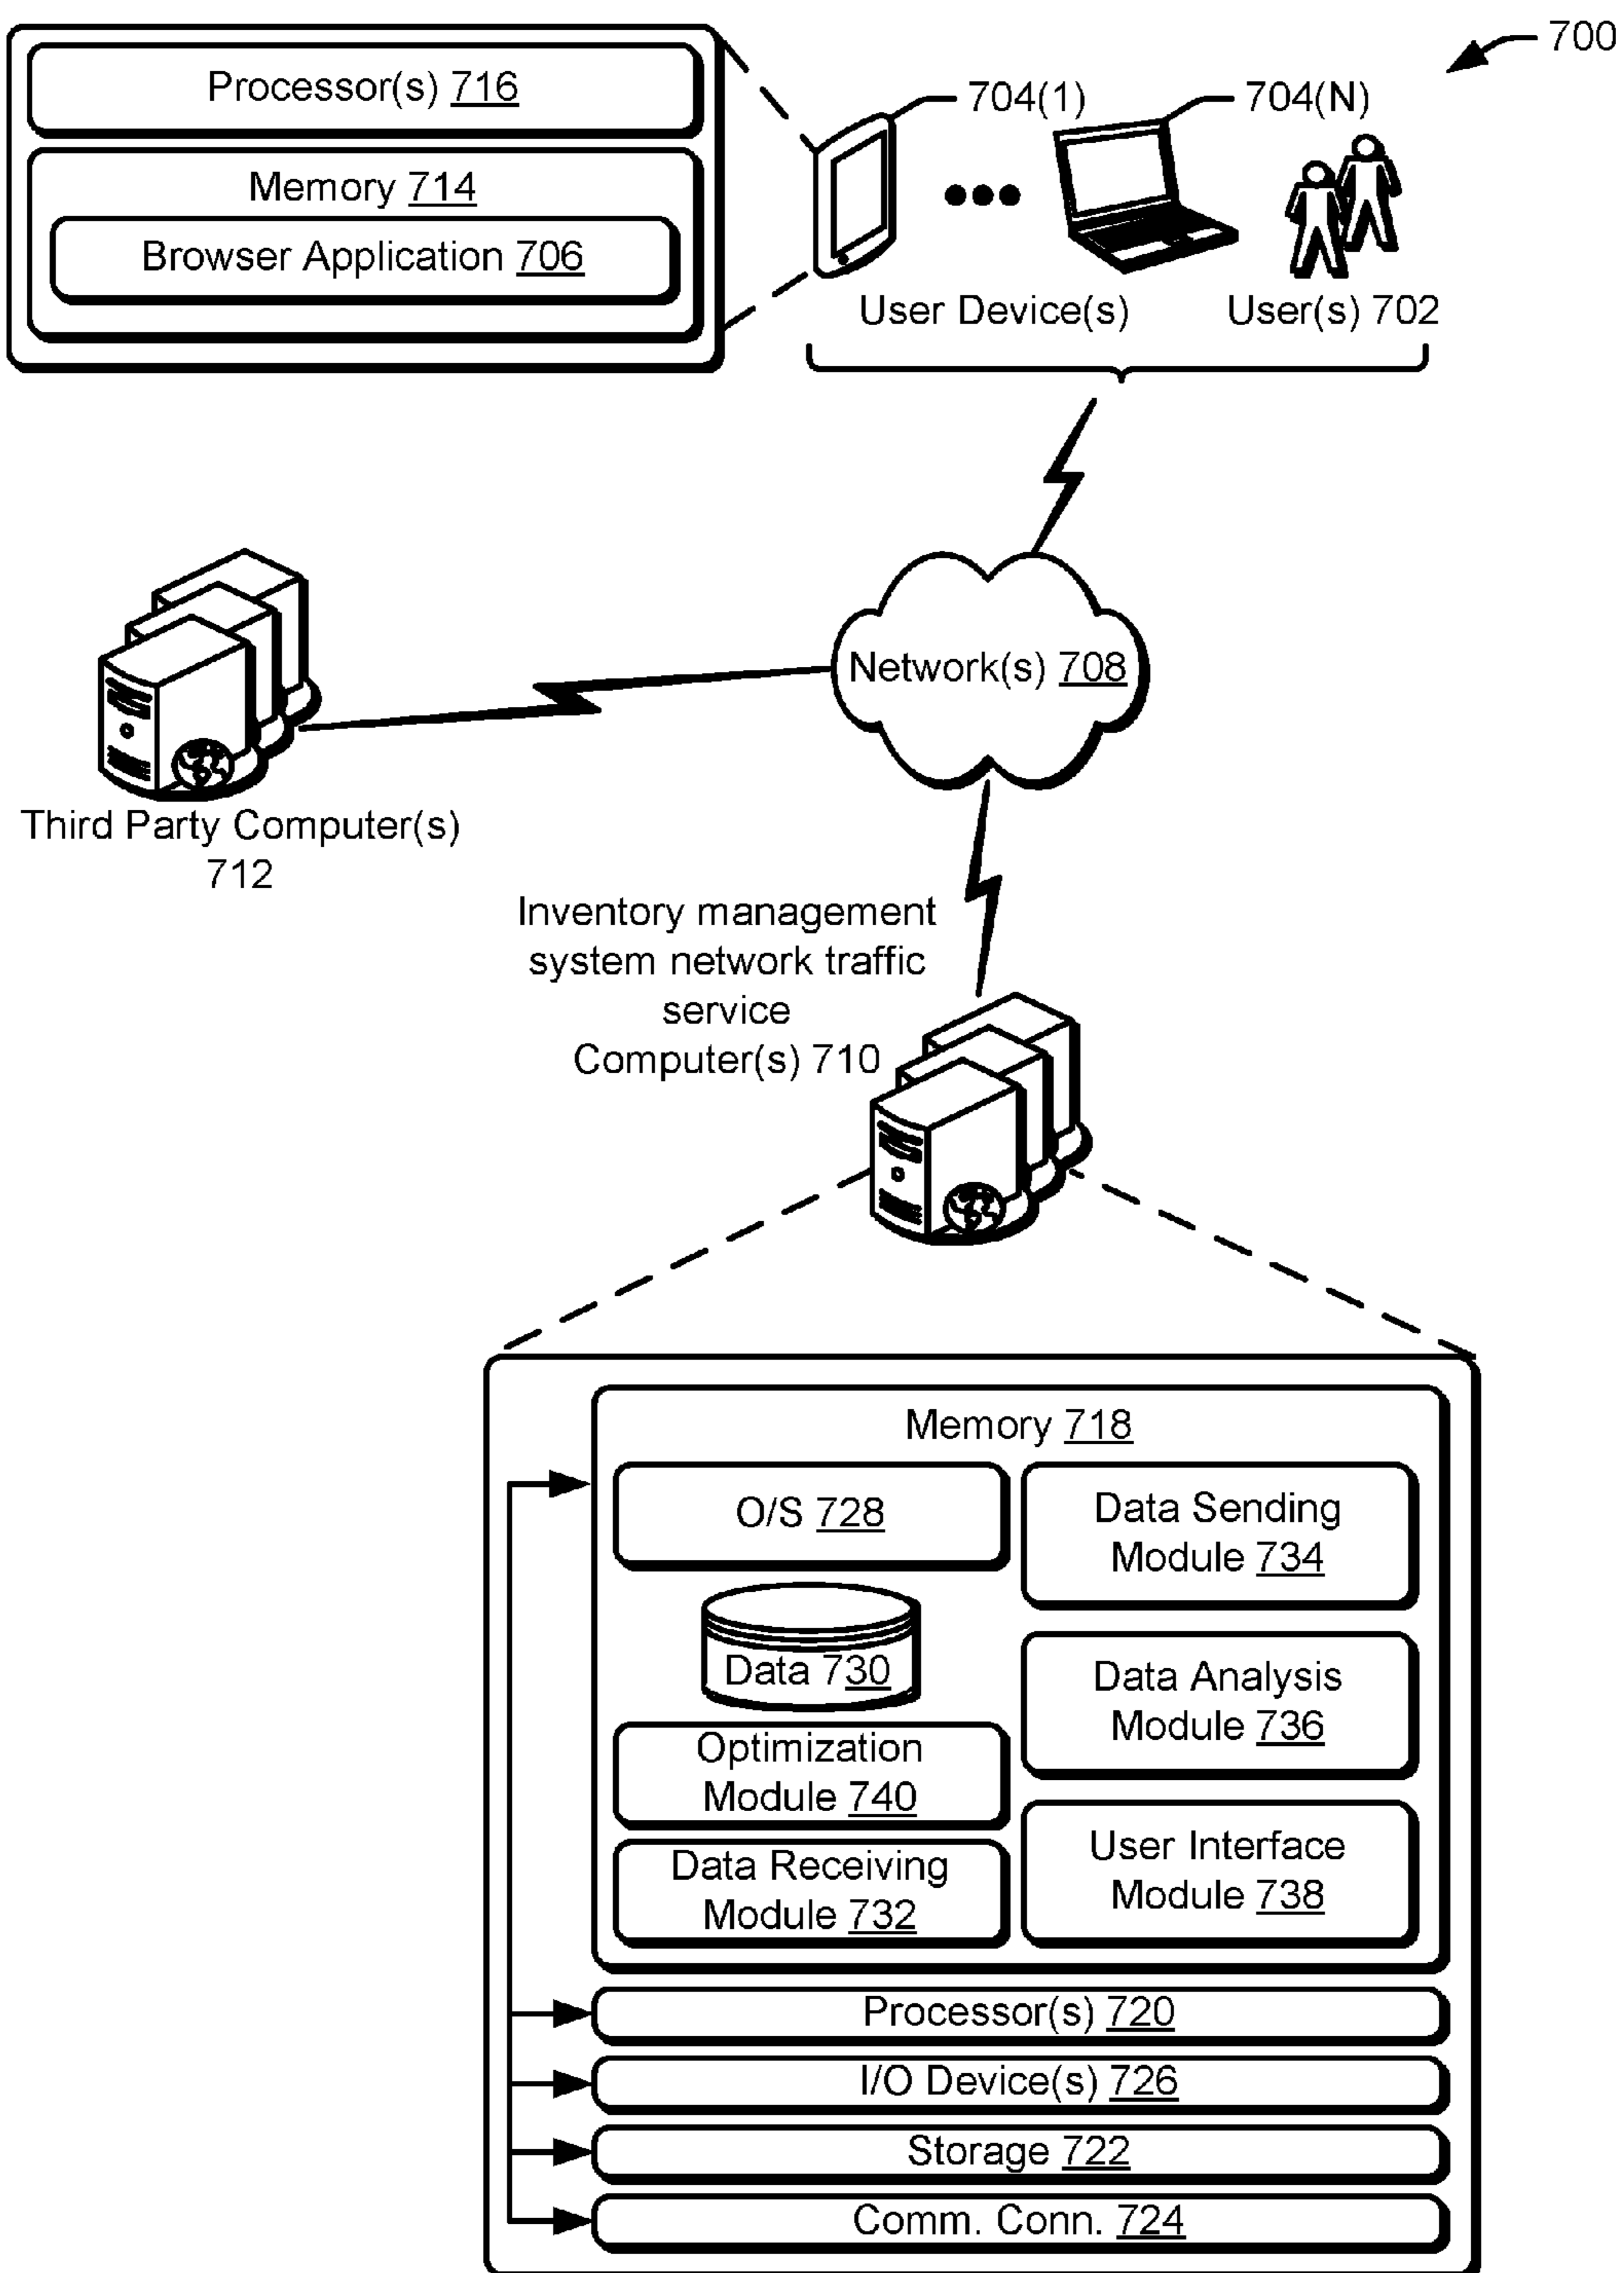 700
Processor(s) 716
Memory 714
Browser Application 706
704(1)
704(N)
User Device(s)
User(s) 702
Network(s) 708
Third Party Computer(s)
712
Inventory management
system network traffic
service
Computer(s) 710
Memory 718
O/S 728
Data 730
Optimization
Module 740
Data Receiving
Module 732
Data Sending
Module 734
Data Analysis
Module 736
User Interface
Module 738
Processor(s) 720
I/O Device(s) 726
Storage 722
Comm. Conn. 724